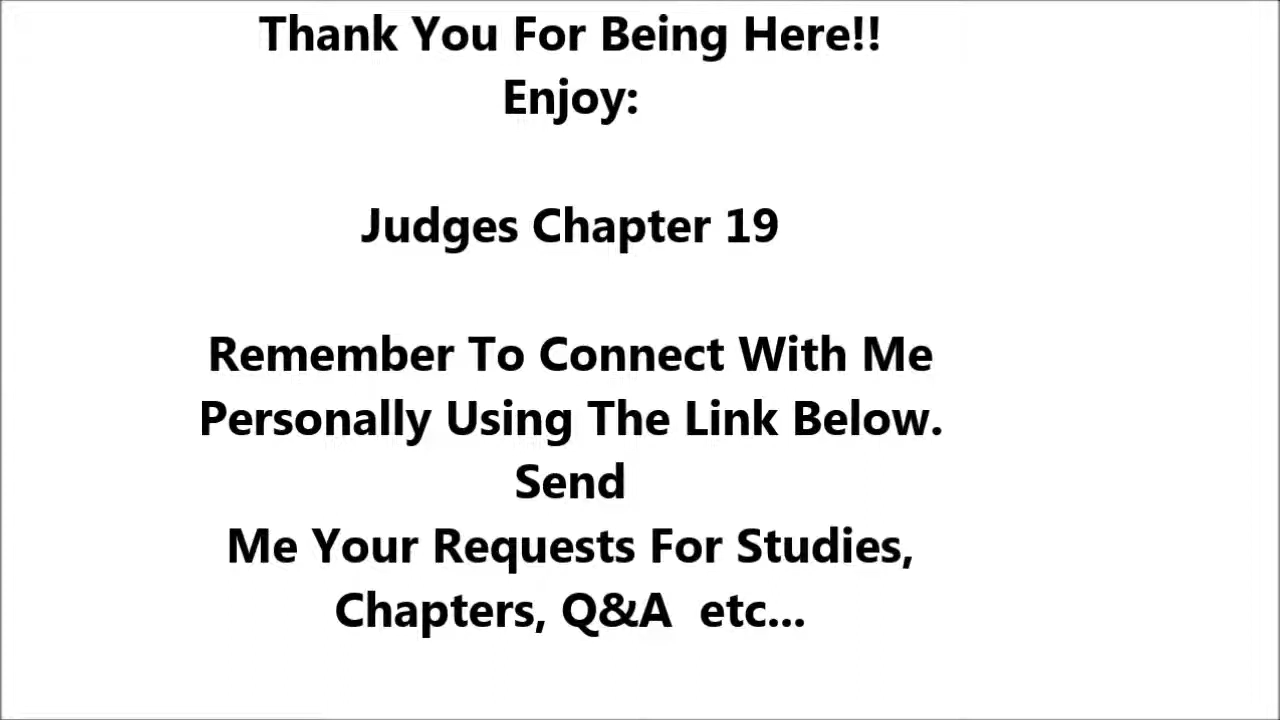 Thank You For Being Here!!
Enjoy:
Judges Chapter 19
Remember To Connect With Me
Personally Using The Link Below.
Send
Me Your Requests For Studies,
Chapters, Q&A  etc...